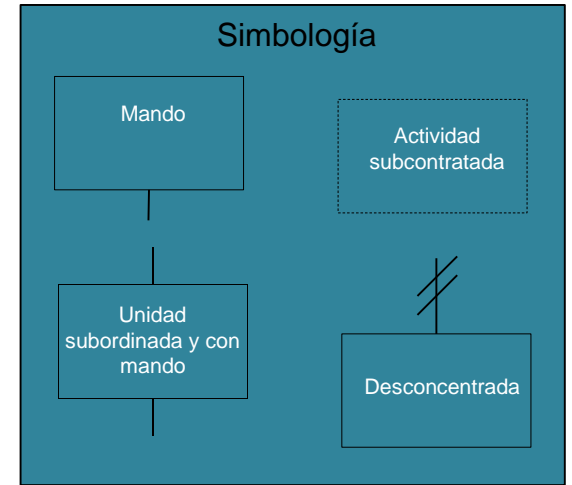 Simbología
Mando
Actividad
subcontratada
Unidad
subordinada y con
mando
Desconcentrada